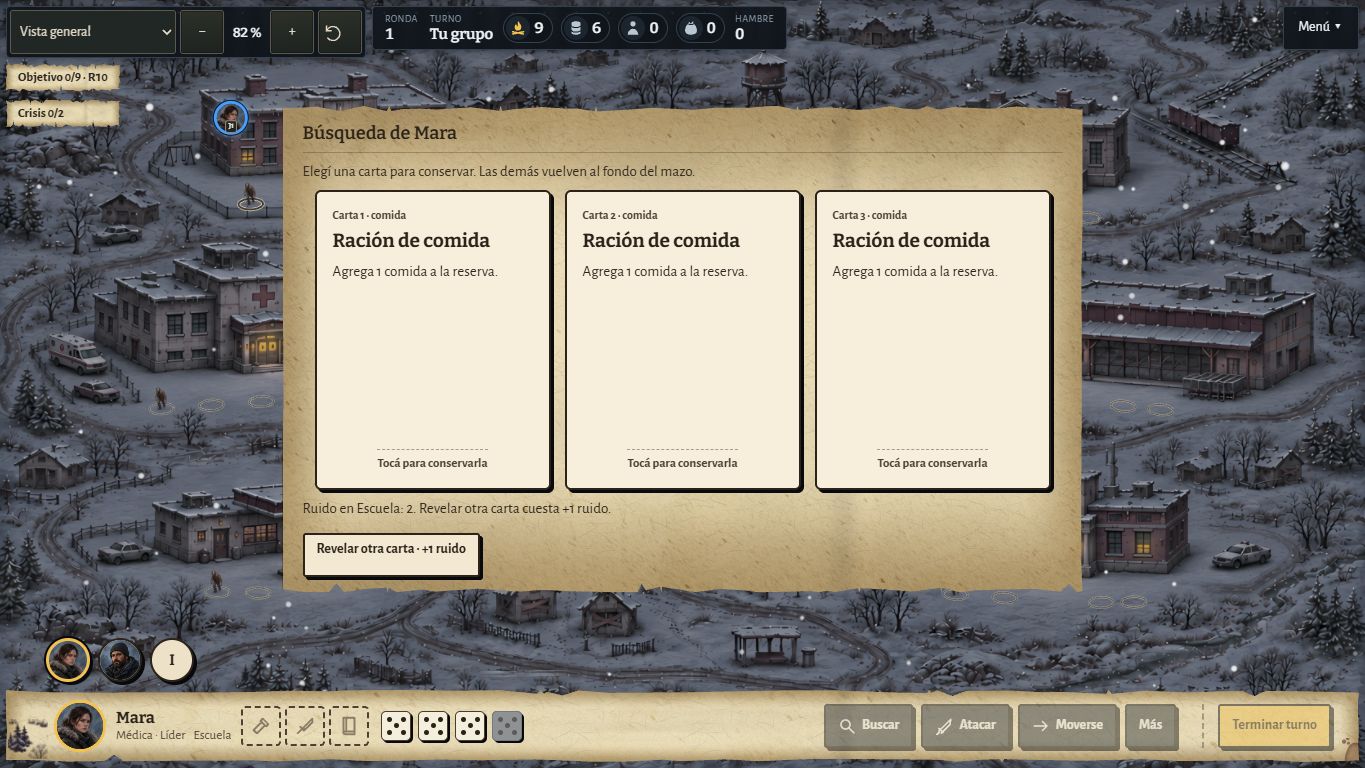 Vista general
−
82 %
+
RONDA
1
TURNO
Tu grupo
9
6
0
0
HAMBRE
0
Menú ▾
Objetivo 0/9 · R10
Crisis 0/2
Búsqueda de Mara
Elegí una carta para conservar. Las demás vuelven al fondo del mazo.
Carta 1 · comida
Ración de comida
Agrega 1 comida a la reserva.
Tocá para conservarla
Carta 2 · comida
Ración de comida
Agrega 1 comida a la reserva.
Tocá para conservarla
Carta 3 · comida
Ración de comida
Agrega 1 comida a la reserva.
Tocá para conservarla
Ruido en Escuela: 2. Revelar otra carta cuesta +1 ruido.
Revelar otra carta · +1 ruido
I
Mara
Médica · Líder Escuela
Buscar
Atacar
Moverse
Más
Terminar turno